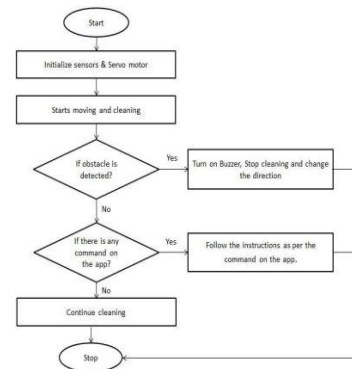 Start
Initialize sensors & Servo motor
Starts moving and cleaning
If obstacle is
detected?
Yes
Turn on Buzzer, Stop cleaning and change
the direction
No
If there is any
command on
the app?
Yes
Follow the instructions as per the
command on the app.
No
Continue cleaning
Stop